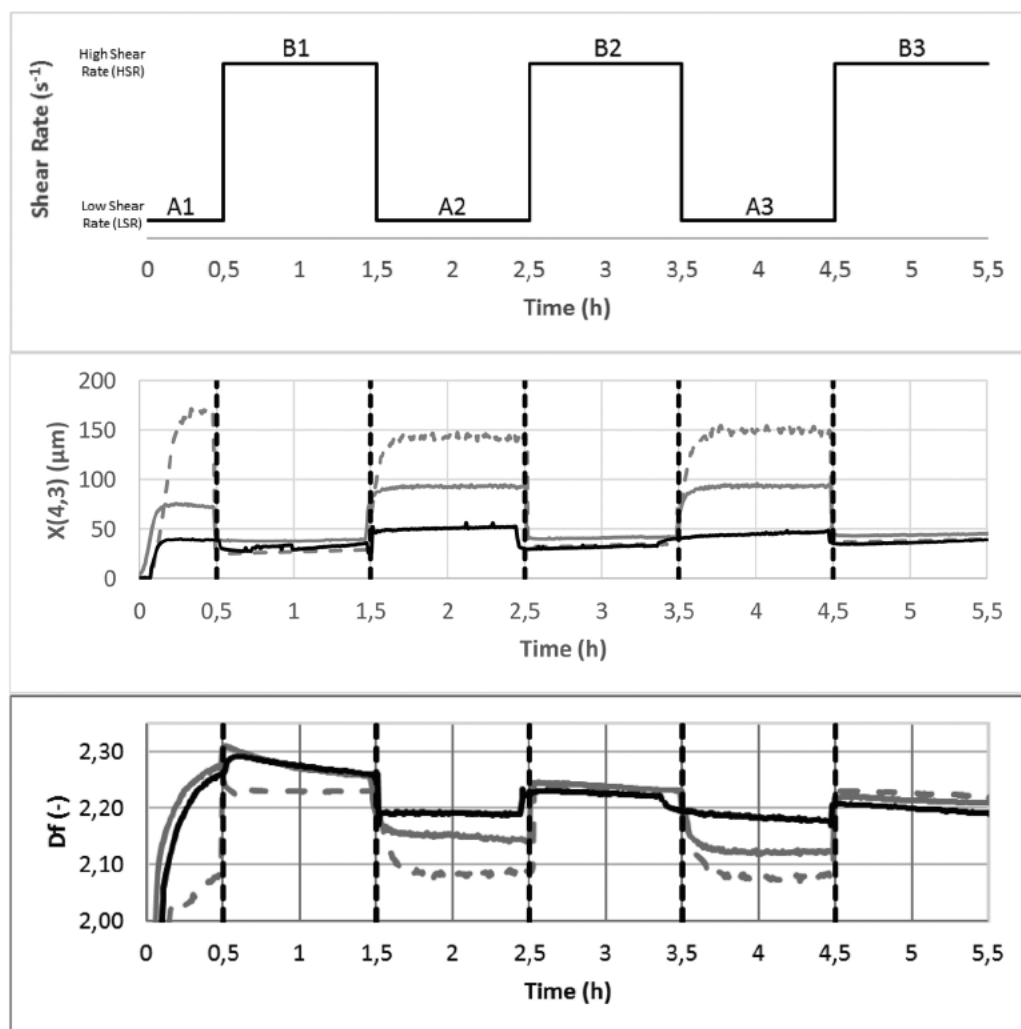 B1 B2 B3
High Shear
Rate (HSR)
Shear Rate (s⁻¹)
A1 A2 A3
Low Shear
Rate (LSR)
0 0,5 1 1,5 2 2,5 3 3,5 4 4,5 5 5,5
Time (h)
X(4,3) (µm)
200
150
100
50
0
0 0,5 1 1,5 2 2,5 3 3,5 4 4,5 5 5,5
Time (h)
Df (-)
2,30
2,20
2,10
2,00
0 0,5 1 1,5 2 2,5 3 3,5 4 4,5 5 5,5
Time (h)